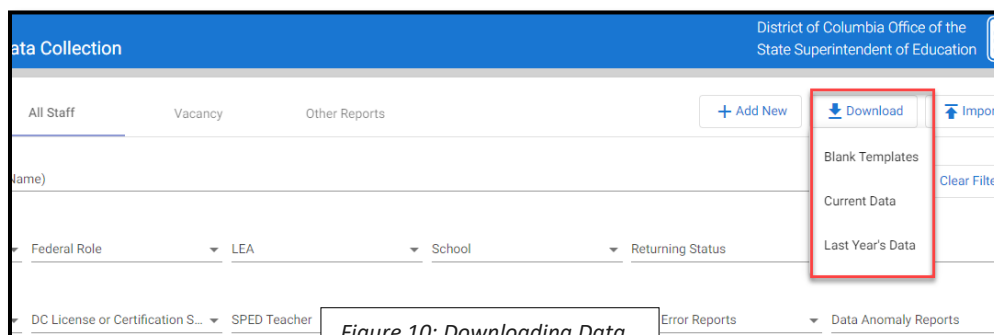 District of Columbia Office of the
ata Collection
State Superintendent of Education
All Staff Vacancy Other Reports + Add New Download Impor
Blank Templates
Name) Clear Filte
Current Data
Federal Role LEA School Returning Status Last Year's Data
DC License or Certification S... SPED Teacher Figure 10: Downloading Data Error Reports Data Anomaly Reports